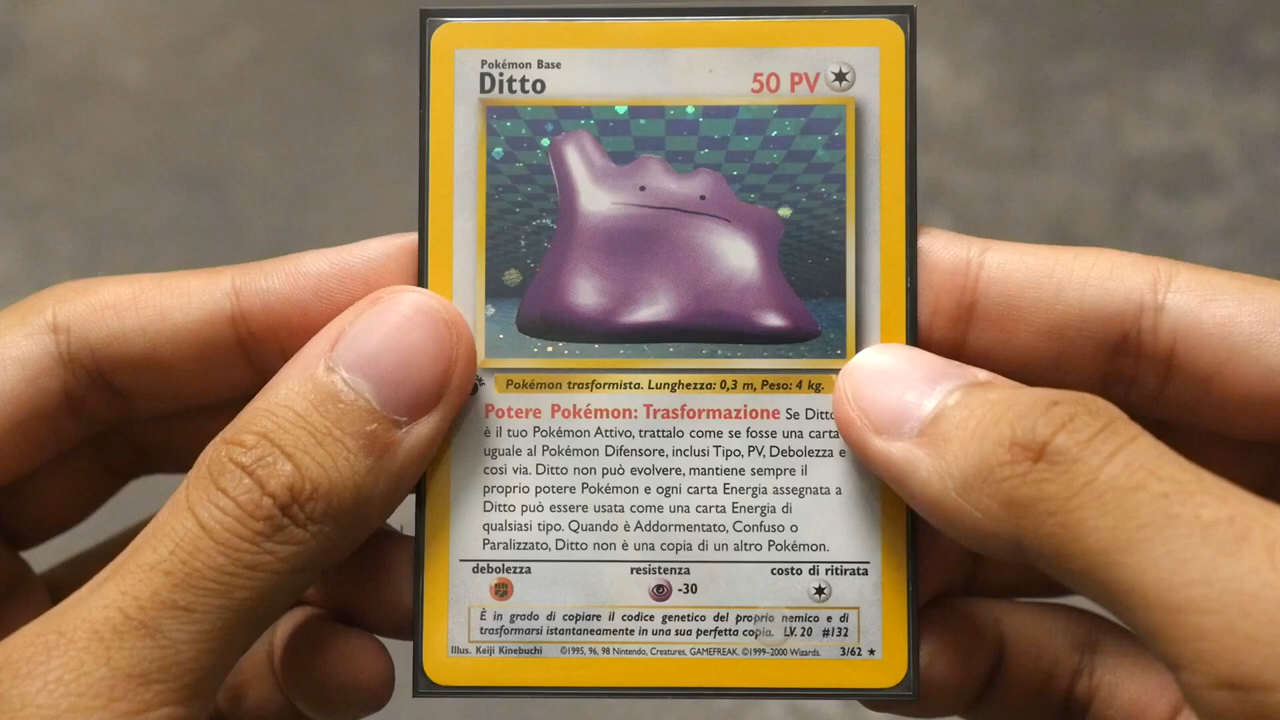 Pokémon Base
Ditto
50 PV
Pokémon trasformista. Lunghezza: 0,3 m, Peso: 4 kg.
Potere Pokémon: Trasformazione Se Ditto
è il tuo Pokémon Attivo, trattalo come se fosse una carta
uguale al Pokémon Difensore, inclusi Tipo, PV, Debolezza e
così via. Ditto non può evolvere, mantiene sempre il
proprio potere Pokémon e ogni carta Energia assegnata a
Ditto può essere usata come una carta Energia di
qualsiasi tipo. Quando è Addormentato, Confuso o
Paralizzato, Ditto non è una copia di un altro Pokémon.
debolezza resistenza costo di ritirata
-30
È in grado di copiare il codice genetico del proprio nemico e di
trasformarsi istantaneamente in una sua perfetta copia. LV. 20 #132
Illus. Keiji Kinebuchi ©1995, 96, 98 Nintendo, Creatures, GAMEFREAK. ©1999–2000 Wizards. 3/62 ★